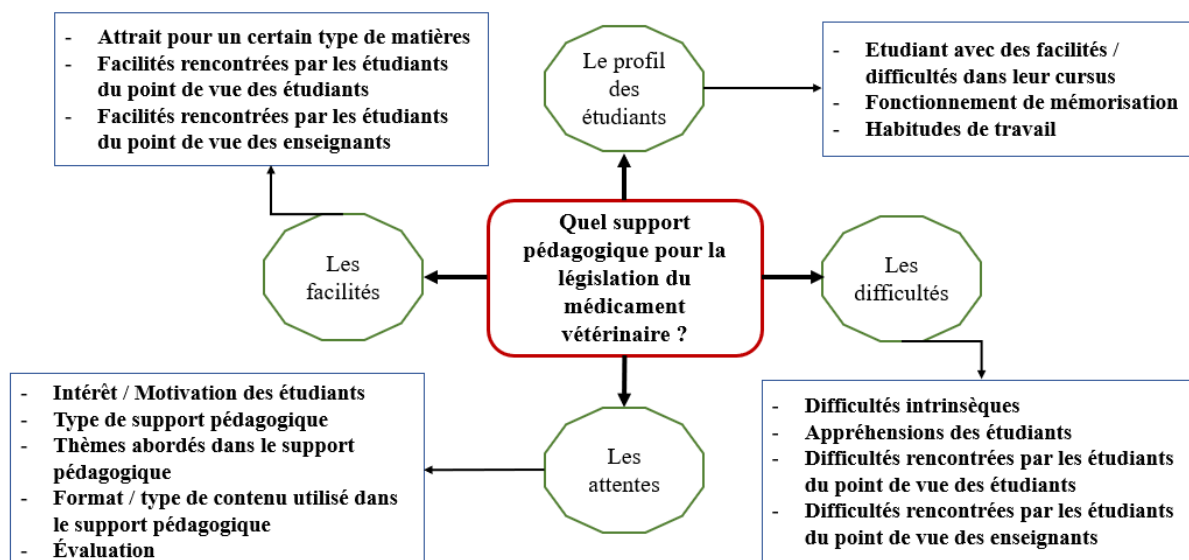 - Attrait pour un certain type de matières
- Facilités rencontrées par les étudiants
du point de vue des étudiants
- Facilités rencontrées par les étudiants
du point de vue des enseignants
Le profil
des
étudiants
- Etudiant avec des facilités /
difficultés dans leur cursus
- Fonctionnement de mémorisation
- Habitudes de travail
Les
facilités
Quel support
pédagogique pour la
législation du
médicament
vétérinaire ?
Les
difficultés
- Intérêt / Motivation des étudiants
- Type de support pédagogique
- Thèmes abordés dans le support
pédagogique
- Format / type de contenu utilisé dans
le support pédagogique
- Évaluation
Les
attentes
- Difficultés intrinsèques
- Appréhensions des étudiants
- Difficultés rencontrées par les étudiants
du point de vue des étudiants
- Difficultés rencontrées par les étudiants
du point de vue des enseignants